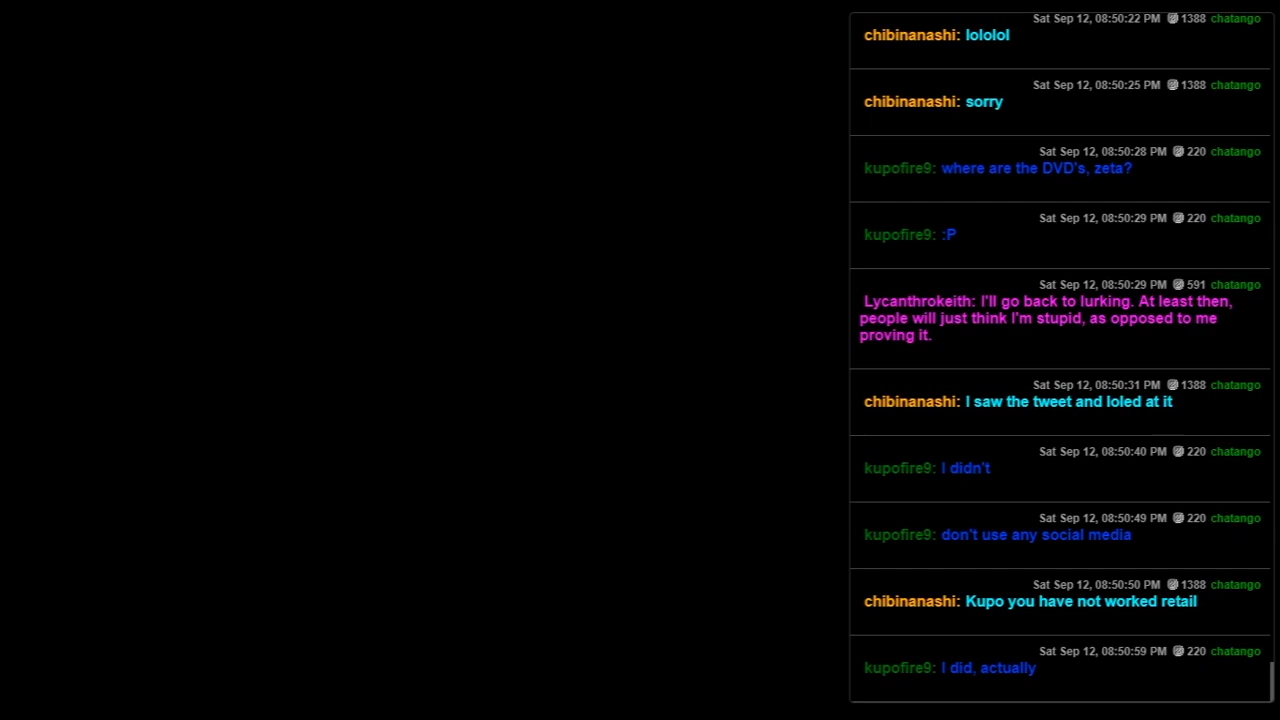 Sat Sep 12, 08:50:22 PM 1388 chatango
chibinanashi: lololol
Sat Sep 12, 08:50:25 PM 1388 chatango
chibinanashi: sorry
Sat Sep 12, 08:50:28 PM 220 chatango
kupofire9: where are the DVD's, zeta?
Sat Sep 12, 08:50:29 PM 220 chatango
kupofire9: :P
Sat Sep 12, 08:50:29 PM 591 chatango
Lycanthrokeith: I'll go back to lurking. At least then,
people will just think I'm stupid, as opposed to me
proving it.
Sat Sep 12, 08:50:31 PM 1388 chatango
chibinanashi: I saw the tweet and loled at it
Sat Sep 12, 08:50:40 PM 220 chatango
kupofire9: I didn't
Sat Sep 12, 08:50:49 PM 220 chatango
kupofire9: don't use any social media
Sat Sep 12, 08:50:50 PM 1388 chatango
chibinanashi: Kupo you have not worked retail
Sat Sep 12, 08:50:59 PM 220 chatango
kupofire9: I did, actually